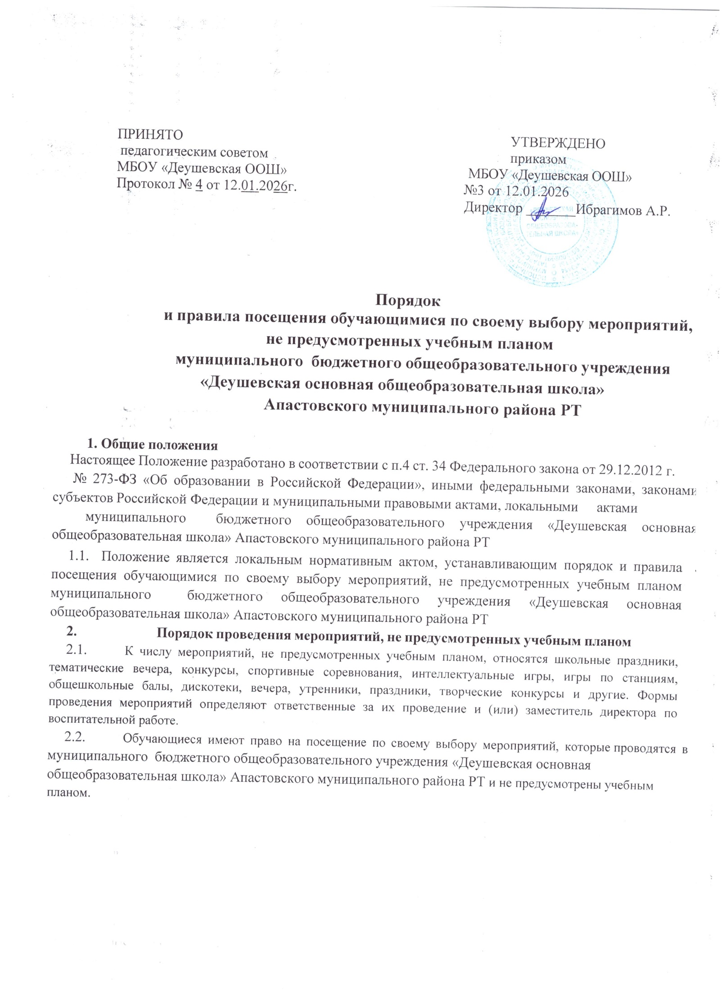 ПРИНЯТО
педагогическим советом
МБОУ «Деушевская ООШ»
Протокол № 4 от 12.01.2026г.
УТВЕРЖДЕНО
приказом
МБОУ «Деушевская ООШ»
№3 от 12.01.2026
Директор _______Ибрагимов А.Р.
ОБЩЕОБРАЗОВА-
ТЕЛЬНАЯ ШКОЛА»
Порядок
и правила посещения обучающимися по своему выбору мероприятий,
не предусмотренных учебным планом
муниципального бюджетного общеобразовательного учреждения
«Деушевская основная общеобразовательная школа»
Апастовского муниципального района РТ
1. Общие положения
Настоящее Положение разработано в соответствии с п.4 ст. 34 Федерального закона от 29.12.2012 г.
№ 273-ФЗ «Об образовании в Российской Федерации», иными федеральными законами, законами
субъектов Российской Федерации и муниципальными правовыми актами, локальными актами
муниципального бюджетного общеобразовательного учреждения «Деушевская основная
общеобразовательная школа» Апастовского муниципального района РТ
1.1. Положение является локальным нормативным актом, устанавливающим порядок и правила
посещения обучающимися по своему выбору мероприятий, не предусмотренных учебным планом
муниципального бюджетного общеобразовательного учреждения «Деушевская основная
общеобразовательная школа» Апастовского муниципального района РТ
2. Порядок проведения мероприятий, не предусмотренных учебным планом
2.1. К числу мероприятий, не предусмотренных учебным планом, относятся школьные праздники,
тематические вечера, конкурсы, спортивные соревнования, интеллектуальные игры, игры по станциям,
общешкольные балы, дискотеки, вечера, утренники, праздники, творческие конкурсы и другие. Формы
проведения мероприятий определяют ответственные за их проведение и (или) заместитель директора по
воспитательной работе.
2.2. Обучающиеся имеют право на посещение по своему выбору мероприятий, которые проводятся в
муниципального бюджетного общеобразовательного учреждения «Деушевская основная
общеобразовательная школа» Апастовского муниципального района РТ и не предусмотрены учебным
планом.